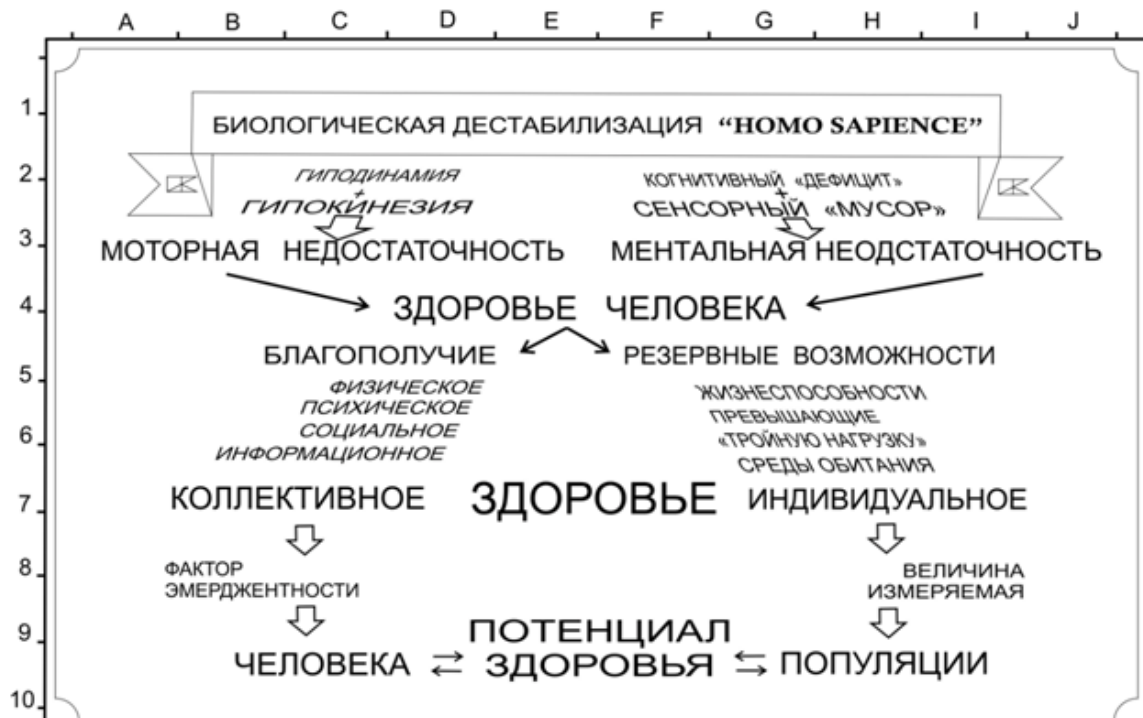 A B C D E F G H I J
1
БИОЛОГИЧЕСКАЯ ДЕСТАБИЛИЗАЦИЯ “HOMO SAPIENCE”
2
ГИПОДИНАМИЯ КОГНИТИВНЫЙ «ДЕФИЦИТ»
+ +
ГИПОКИНЕЗИЯ СЕНСОРНЫЙ «МУСОР»
3
МОТОРНАЯ НЕДОСТАТОЧНОСТЬ МЕНТАЛЬНАЯ НЕОДСТАТОЧНОСТЬ
4
ЗДОРОВЬЕ ЧЕЛОВЕКА
БЛАГОПОЛУЧИЕ РЕЗЕРВНЫЕ ВОЗМОЖНОСТИ
5
ФИЗИЧЕСКОЕ ЖИЗНЕСПОСОБНОСТИ
ПСИХИЧЕСКОЕ ПРЕВЫШАЮЩИЕ
6
СОЦИАЛЬНОЕ «ТРОЙНУЮ НАГРУЗКУ»
ИНФОРМАЦИОННОЕ СРЕДЫ ОБИТАНИЯ
7
КОЛЛЕКТИВНОЕ ЗДОРОВЬЕ ИНДИВИДУАЛЬНОЕ
8
ФАКТОР ВЕЛИЧИНА
ЭМЕРДЖЕНТНОСТИ ИЗМЕРЯЕМАЯ
9
ПОТЕНЦИАЛ
ЧЕЛОВЕКА ЗДОРОВЬЯ ПОПУЛЯЦИИ
10